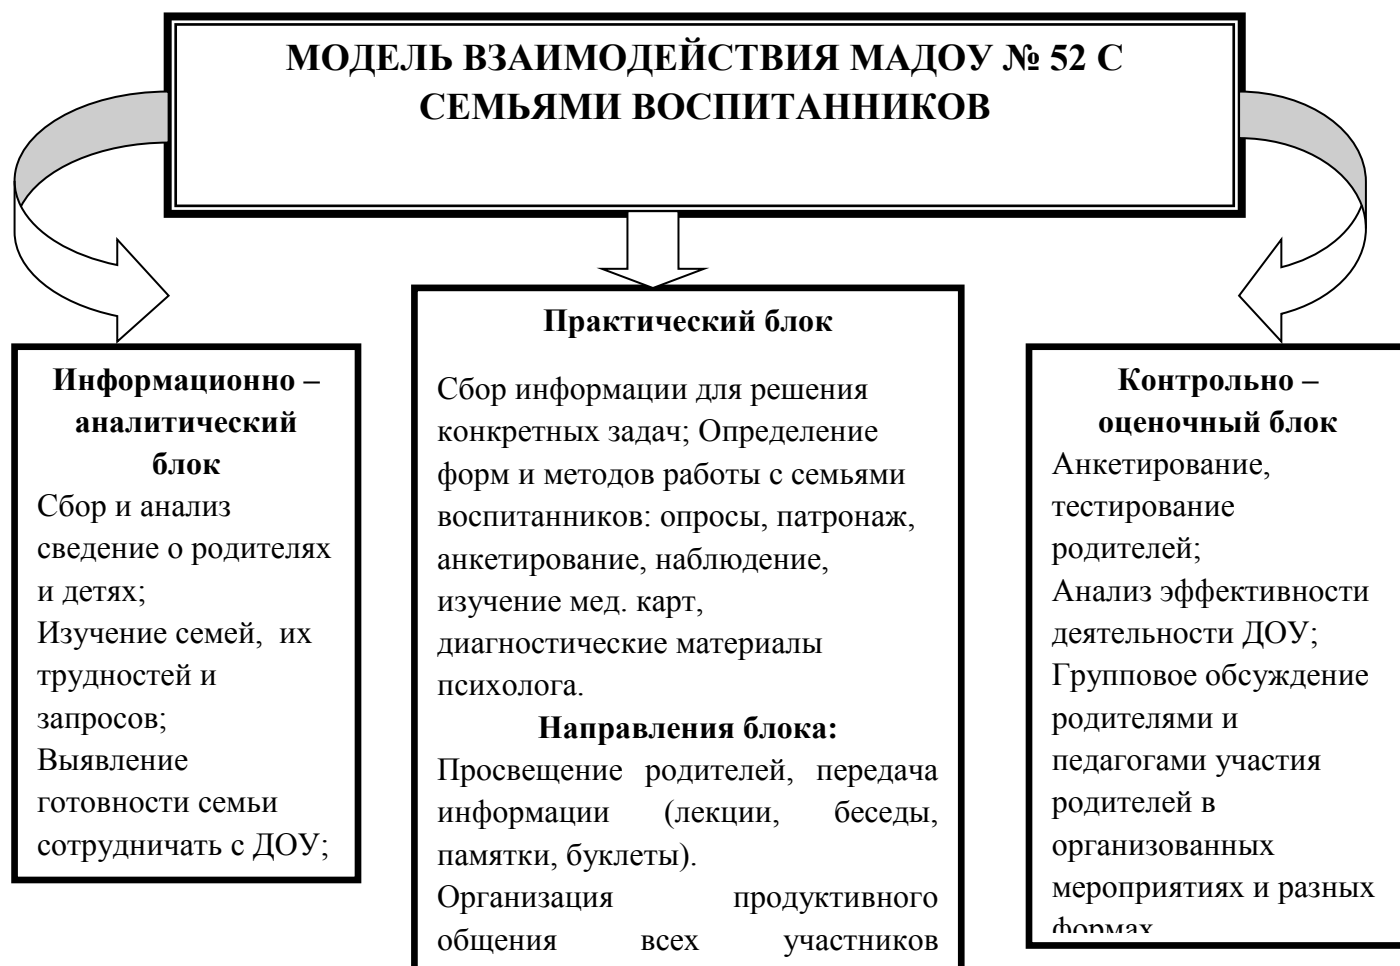 МОДЕЛЬ ВЗАИМОДЕЙСТВИЯ МАДОУ № 52 С
СЕМЬЯМИ ВОСПИТАННИКОВ
Информационно –
аналитический
блок
Сбор и анализ
сведение о родителях
и детях;
Изучение семей, их
трудностей и
запросов;
Выявление
готовности семьи
сотрудничать с ДОУ;
Практический блок
Сбор информации для решения
конкретных задач; Определение
форм и методов работы с семьями
воспитанников: опросы, патронаж,
анкетирование, наблюдение,
изучение мед. карт,
диагностические материалы
психолога.
Направления блока:
Просвещение родителей, передача
информации (лекции, беседы,
памятки, буклеты).
Организация продуктивного
общения всех участников
Контрольно –
оценочный блок
Анкетирование,
тестирование
родителей;
Анализ эффективности
деятельности ДОУ;
Групповое обсуждение
родителями и
педагогами участия
родителей в
организованных
мероприятиях и разных
формах